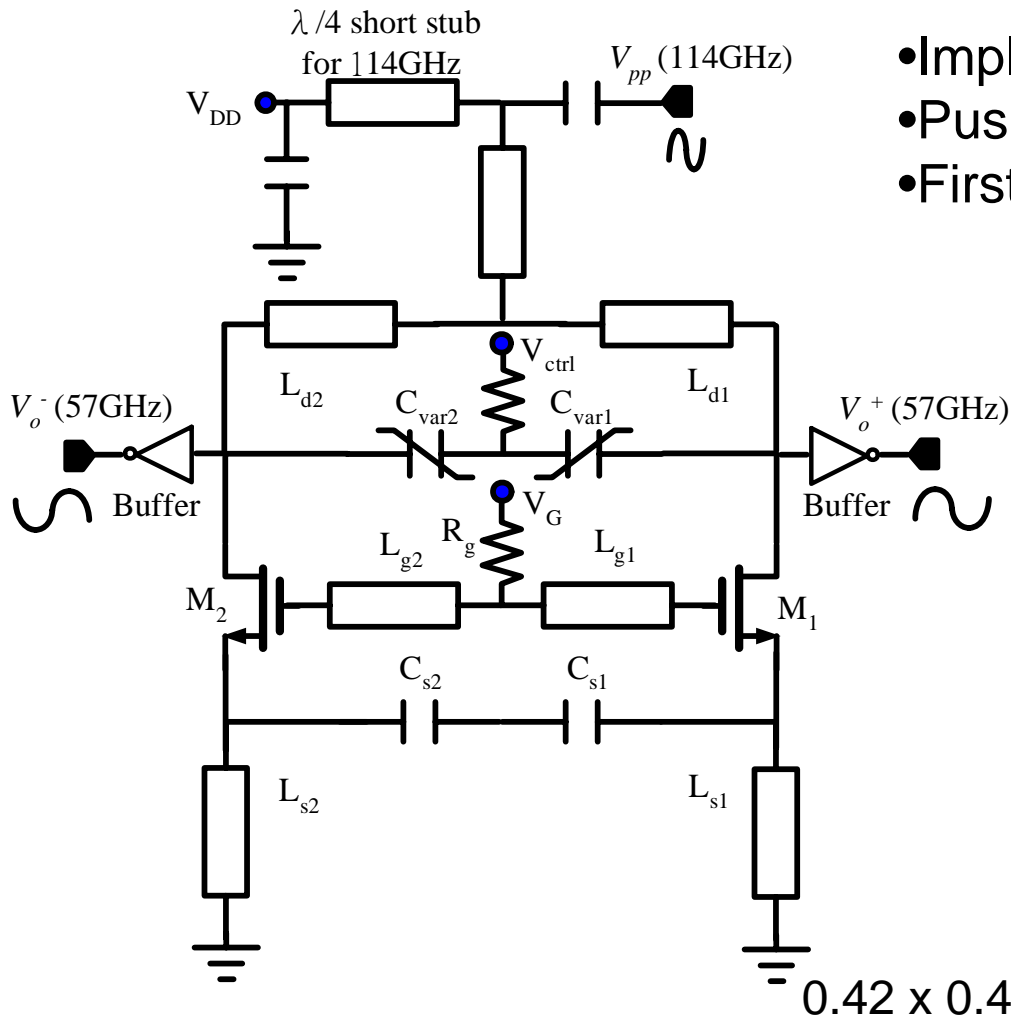 λ /4 short stub
for 114GHz
V_pp (114GHz)
•Impl
•Pus
•First
V_DD
V_ctrl
L_d2
L_d1
C_var2
C_var1
V_o^- (57GHz)
V_o^+ (57GHz)
Buffer
Buffer
V_G
R_g
L_g2
L_g1
M_2
M_1
C_s2
C_s1
L_s2
L_s1
0.42 x 0.4